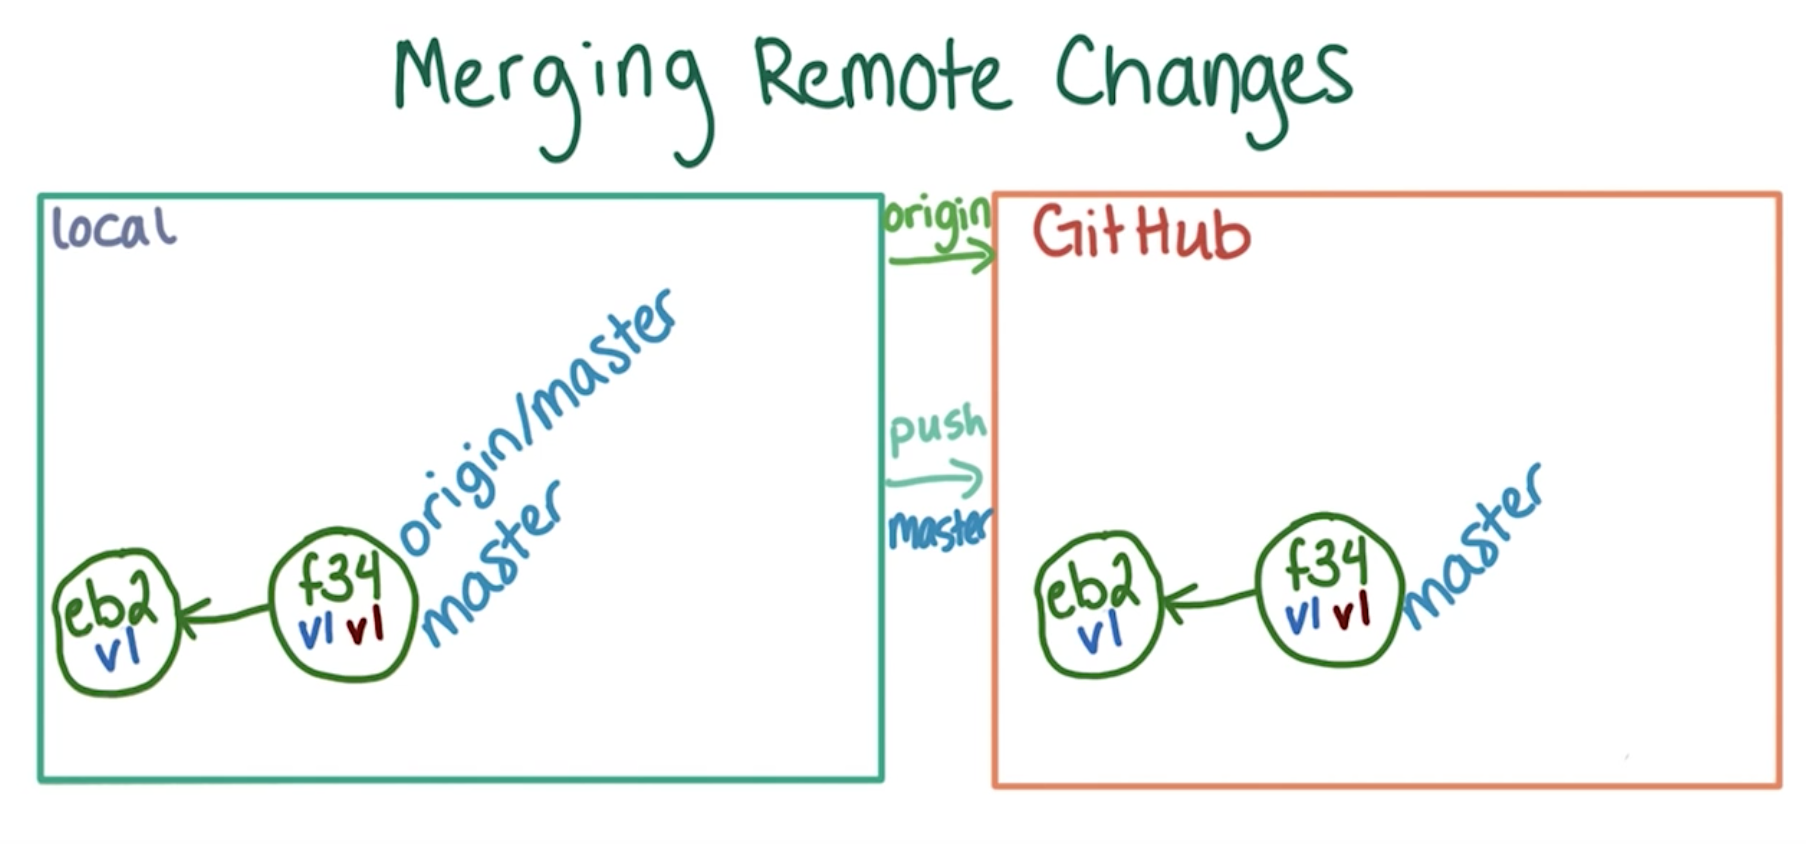 Merging Remote Changes
local
origin
GitHub
origin/master
master
push
master
master
eb2
v1
f34
v1 v1
eb2
v1
f34
v1 v1